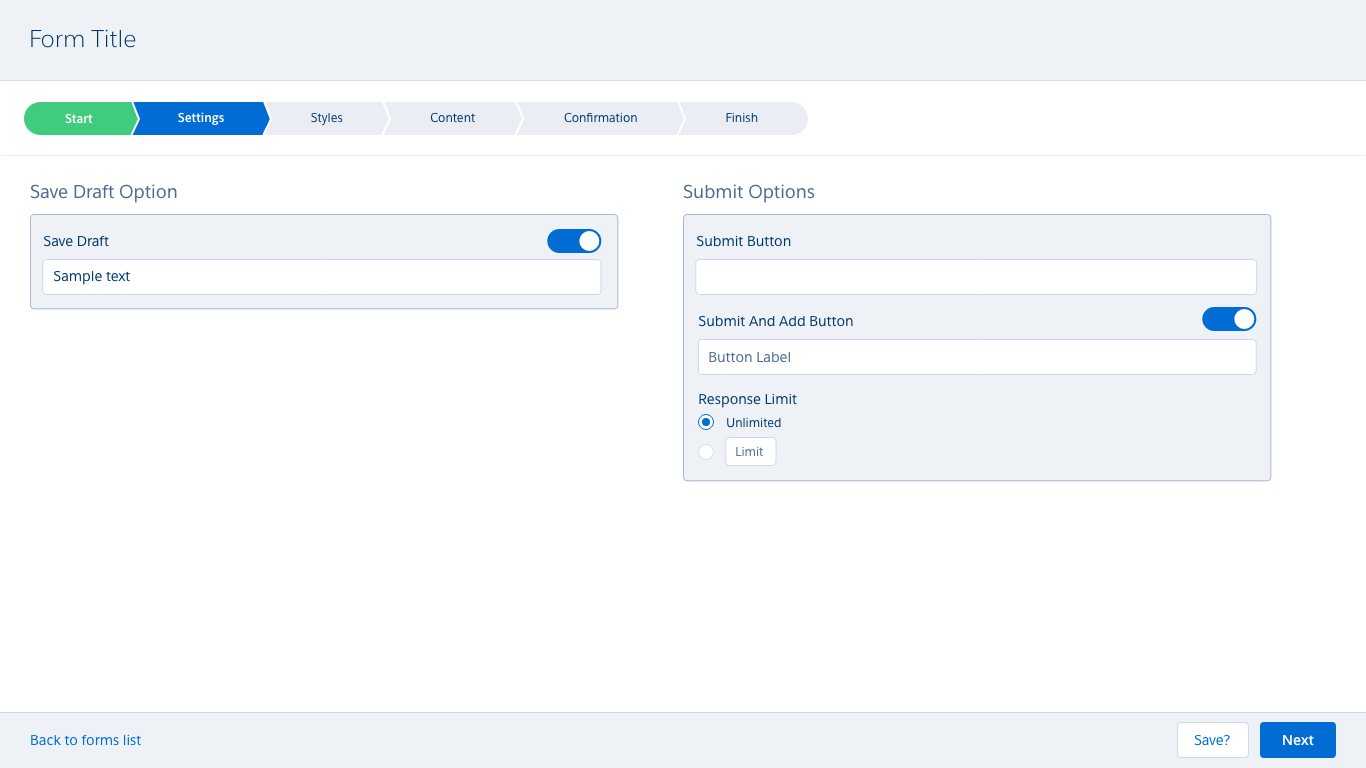 Form Title
Start
Settings
Styles
Content
Confirmation
Finish
Save Draft Option
Save Draft
Sample text
Submit Options
Submit Button
Submit And Add Button
Button Label
Response Limit
Unlimited
Limit
Back to forms list
Save?
Next